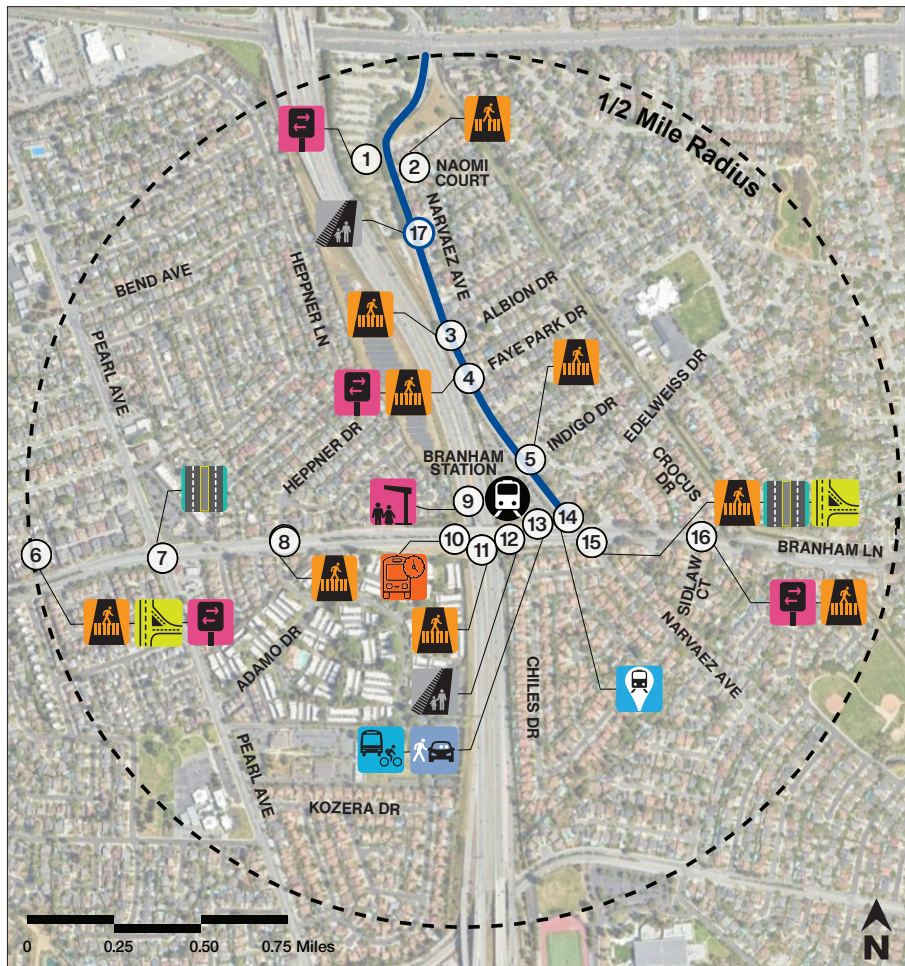 1/2 Mile Radius
1
2
NAOMI
COURT
17
NARVAEZ AVE
HEPPNER LN
BEND AVE
ALBION DR
3
FAYE PARK DR
PEARL AVE
4
EDELWEISS DR
INDIGO DR
HEPPNER DR
BRANHAM
STATION
5
CROCUS
DR
9
13
14
6
7
8
10
11
12
15
16
BRANHAM LN
SIDLAW
CT
NARVAEZ AVE
ADAMO DR
CHILES DR
PEARL AVE
KOZERA DR
0
0.25
0.50
0.75 Miles
N